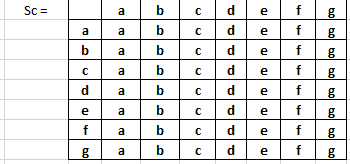 Sc = a b c d e f g
a a b c d e f g
b a b c d e f g
c a b c d e f g
d a b c d e f g
e a b c d e f g
f a b c d e f g
g a b c d e f g